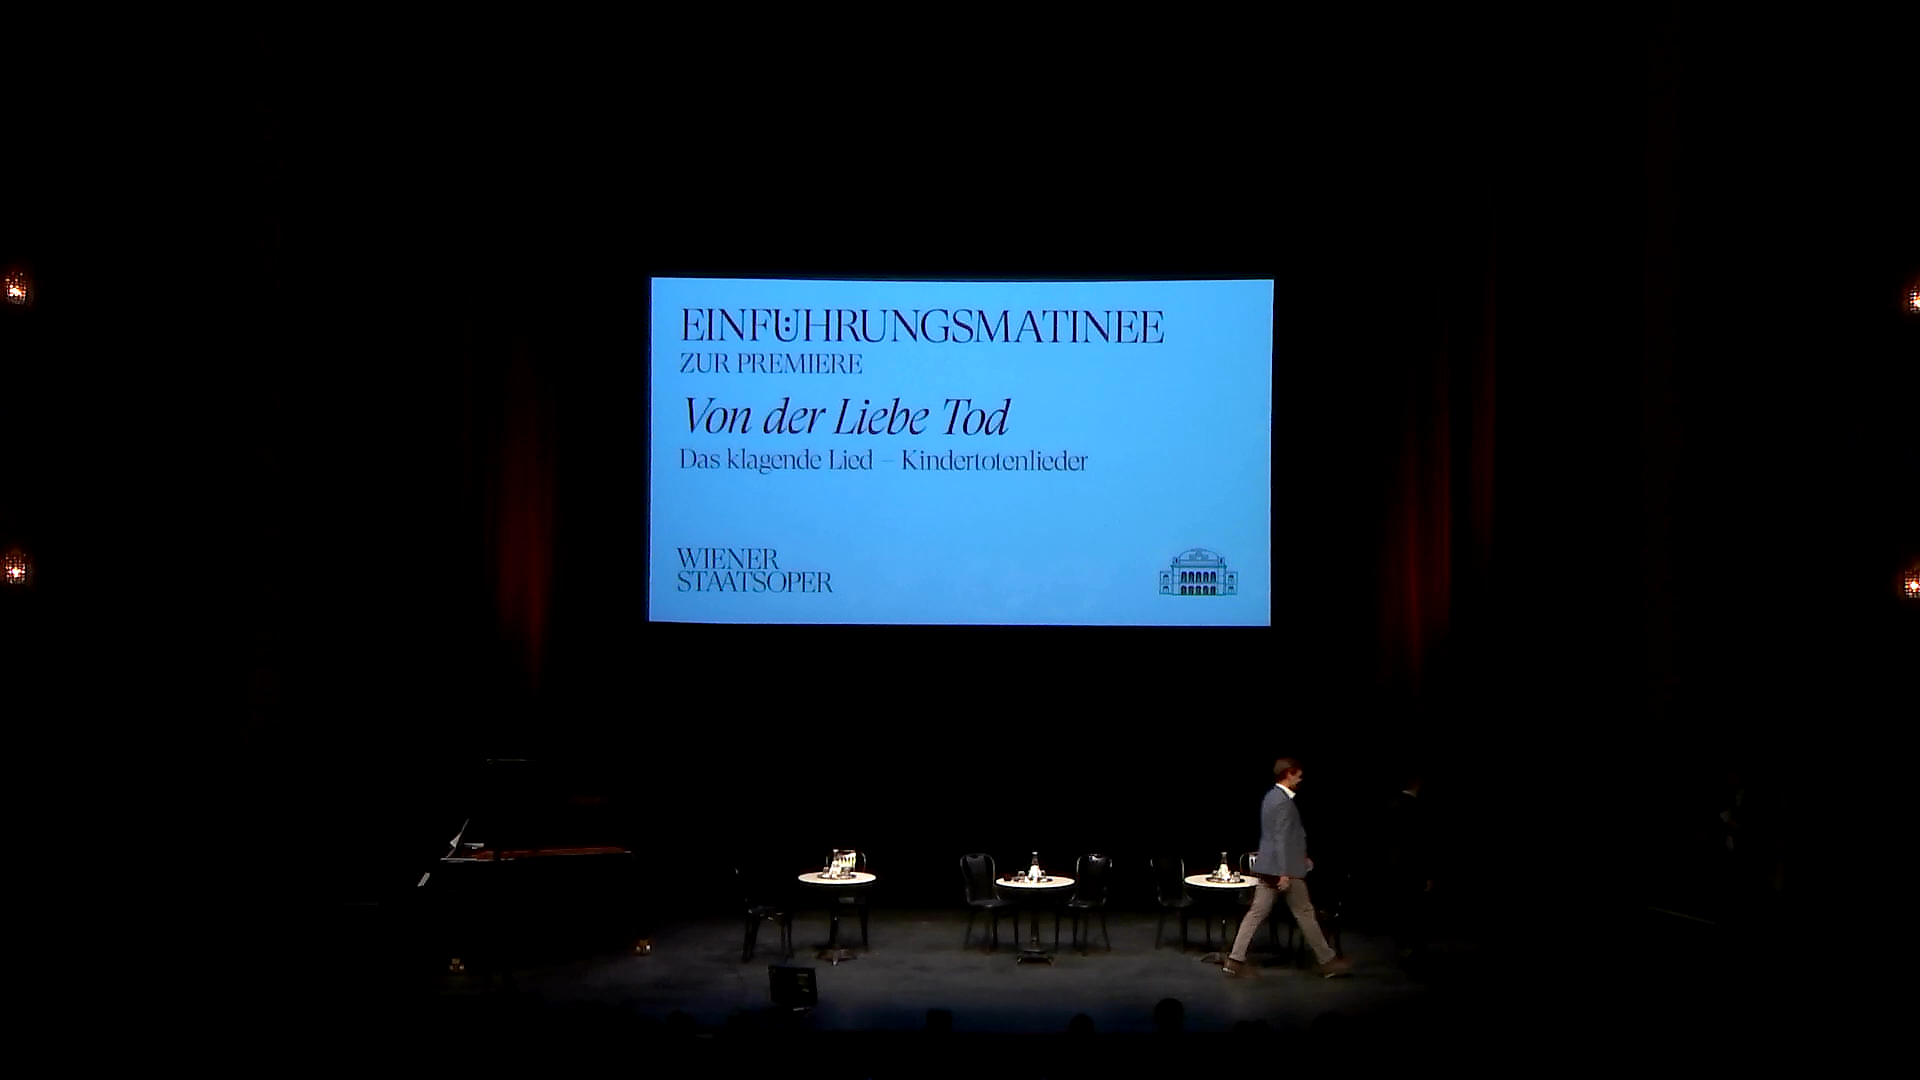 EINFÜHRUNGSMATINEE
ZUR PREMIERE
Von der Liebe Tod
Das klagende Lied – Kindertotenlieder
WIENER
STAATSOPER